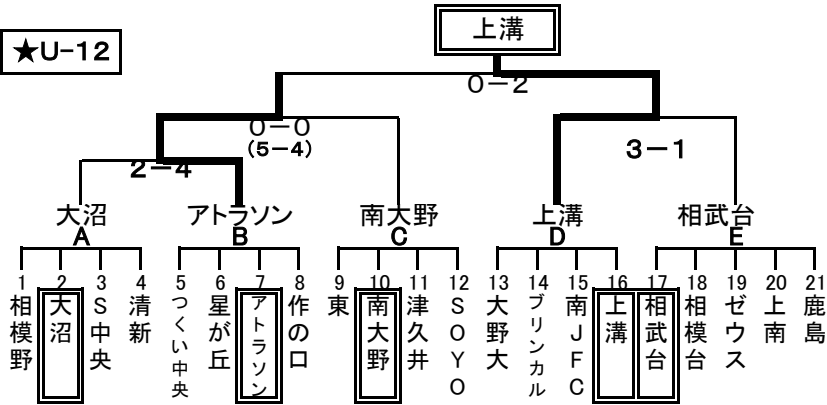 上溝
★U-12
0-2
0-0
(5-4)
3-1
2-4
大沼
アトラソン
南大野
上溝
相武台
A
B
C
D
E
1 2 3 4 5 6 7 8 9 10 11 12 13 14 15 16 17 18 19 20 21
相模野
大沼
S中央
清新
つくい中央
星が丘
アトラソン
作の口
東
南大野
津久井
SOYO
大野大
ブリンカル
南JFC
上溝
相武台
相模台
ゼウス
上南
鹿島